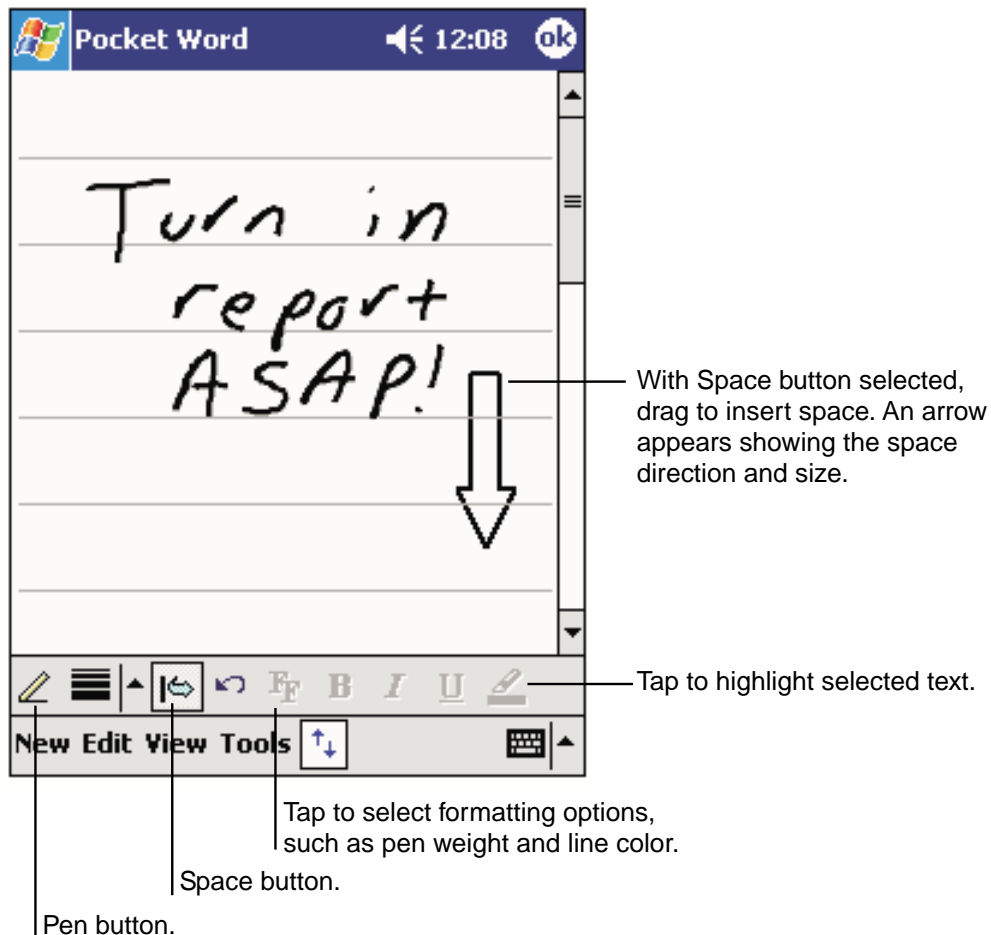 Pocket Word 12:08 ok
Turn in
report
ASAP!
With Space button selected,
drag to insert space. An arrow
appears showing the space
direction and size.
FF B I U
Tap to highlight selected text.
New Edit View Tools
Tap to select formatting options,
such as pen weight and line color.
Space button.
Pen button.